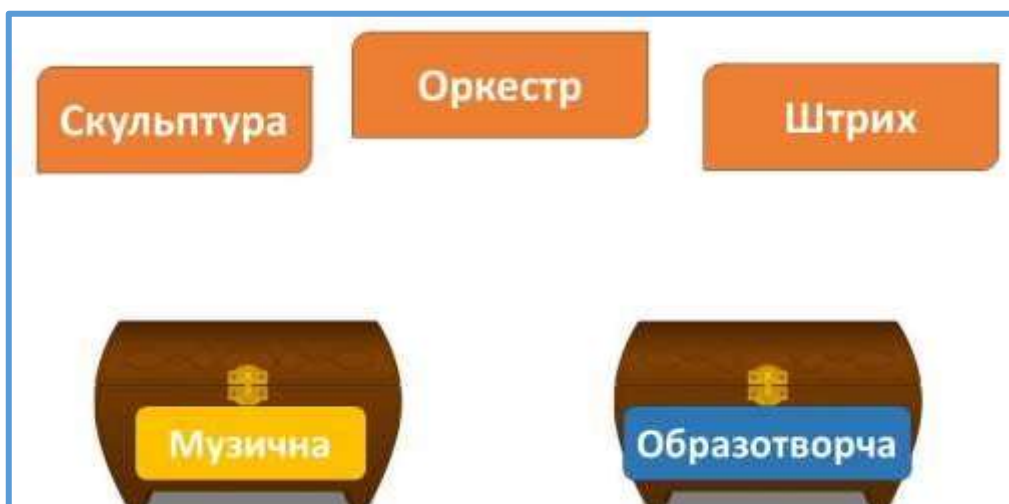 Скульптура
Оркестр
Штрих
Музична
Образотворча